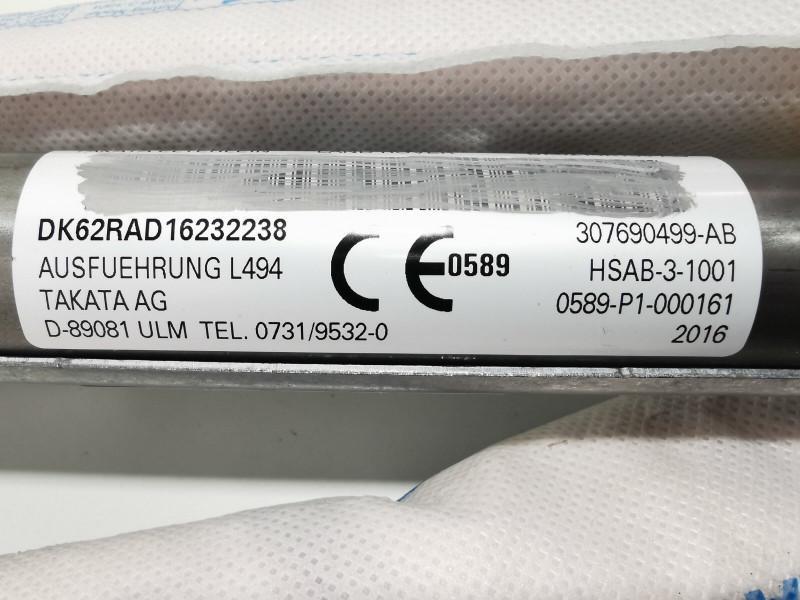 DK62RAD16232238
AUSFUEHRUNG L494
TAKATA AG
D-89081 ULM TEL. 0731/9532-0
CE 0589
307690499-AB
HSAB-3-1001
0589-P1-000161
2016